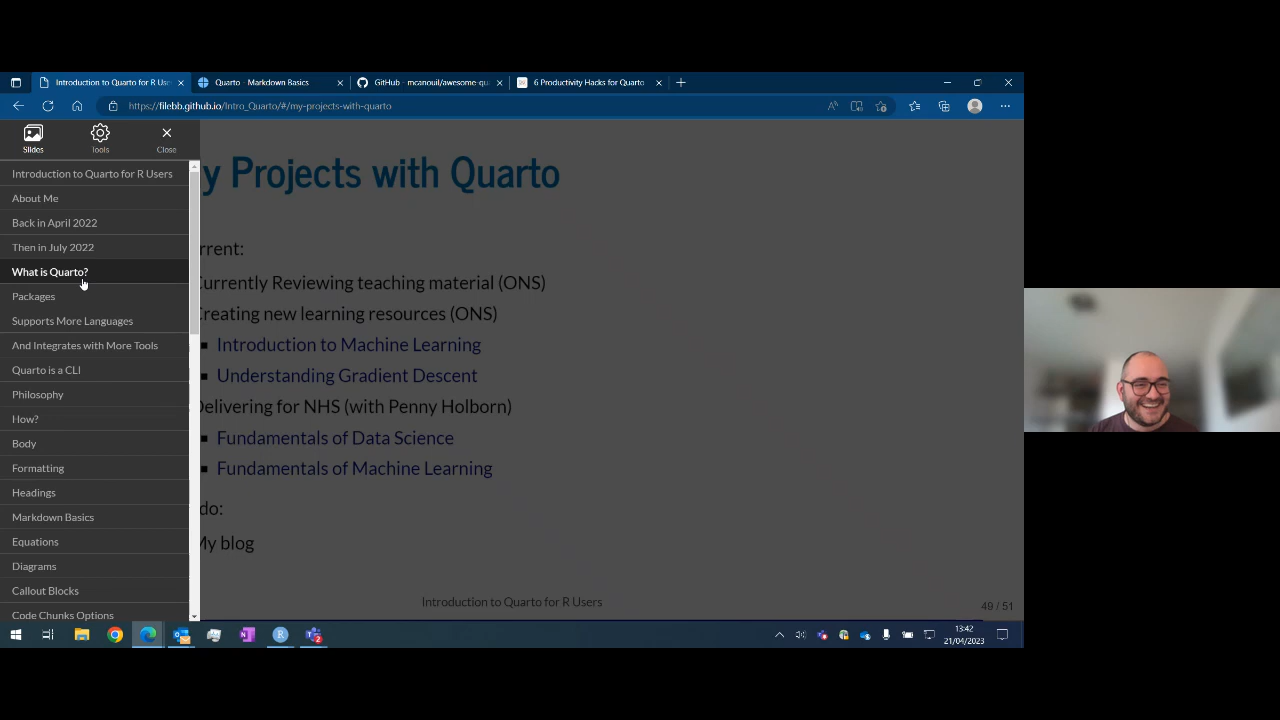 Introduction to Quarto for R Use
Quarto - Markdown Basics
GitHub - mcanouil/awesome-qu
6 Productivity Hacks for Quarto
https://filebb.github.io/Intro_Quarto/#/my-projects-with-quarto
Slides
Tools
Close
Introduction to Quarto for R Users
About Me
Back in April 2022
Then in July 2022
What is Quarto?
Packages
Supports More Languages
And Integrates with More Tools
Quarto is a CLI
Philosophy
How?
Body
Formatting
Headings
Markdown Basics
Equations
Diagrams
Callout Blocks
Code Chunks Options
y Projects with Quarto
rrent:
Currently Reviewing teaching material (ONS)
Creating new learning resources (ONS)
Introduction to Machine Learning
Understanding Gradient Descent
Delivering for NHS (with Penny Holborn)
Fundamentals of Data Science
Fundamentals of Machine Learning
do:
My blog
Introduction to Quarto for R Users
49 / 51
13:42
21/04/2023